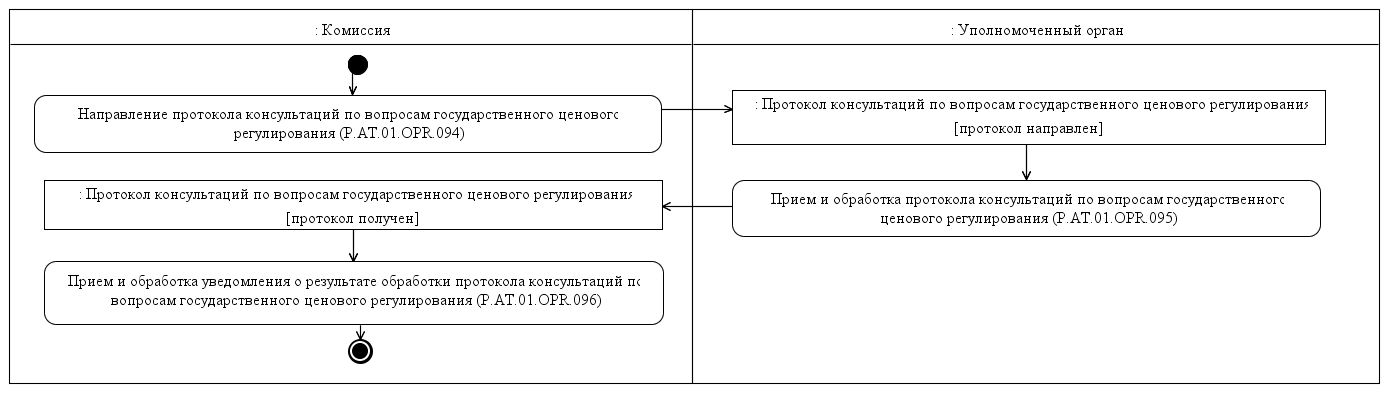 : Комиссия
: Уполномоченный орган
Направление протокола консультаций по вопросам государственного ценового
регулирования (P.AT.01.OPR.094)
: Протокол консультаций по вопросам государственного ценового регулирования
[протокол направлен]
: Протокол консультаций по вопросам государственного ценового регулирования
[протокол получен]
Прием и обработка протокола консультаций по вопросам государственного
ценового регулирования (P.AT.01.OPR.095)
Прием и обработка уведомления о результате обработки протокола консультаций по
вопросам государственного ценового регулирования (P.AT.01.OPR.096)